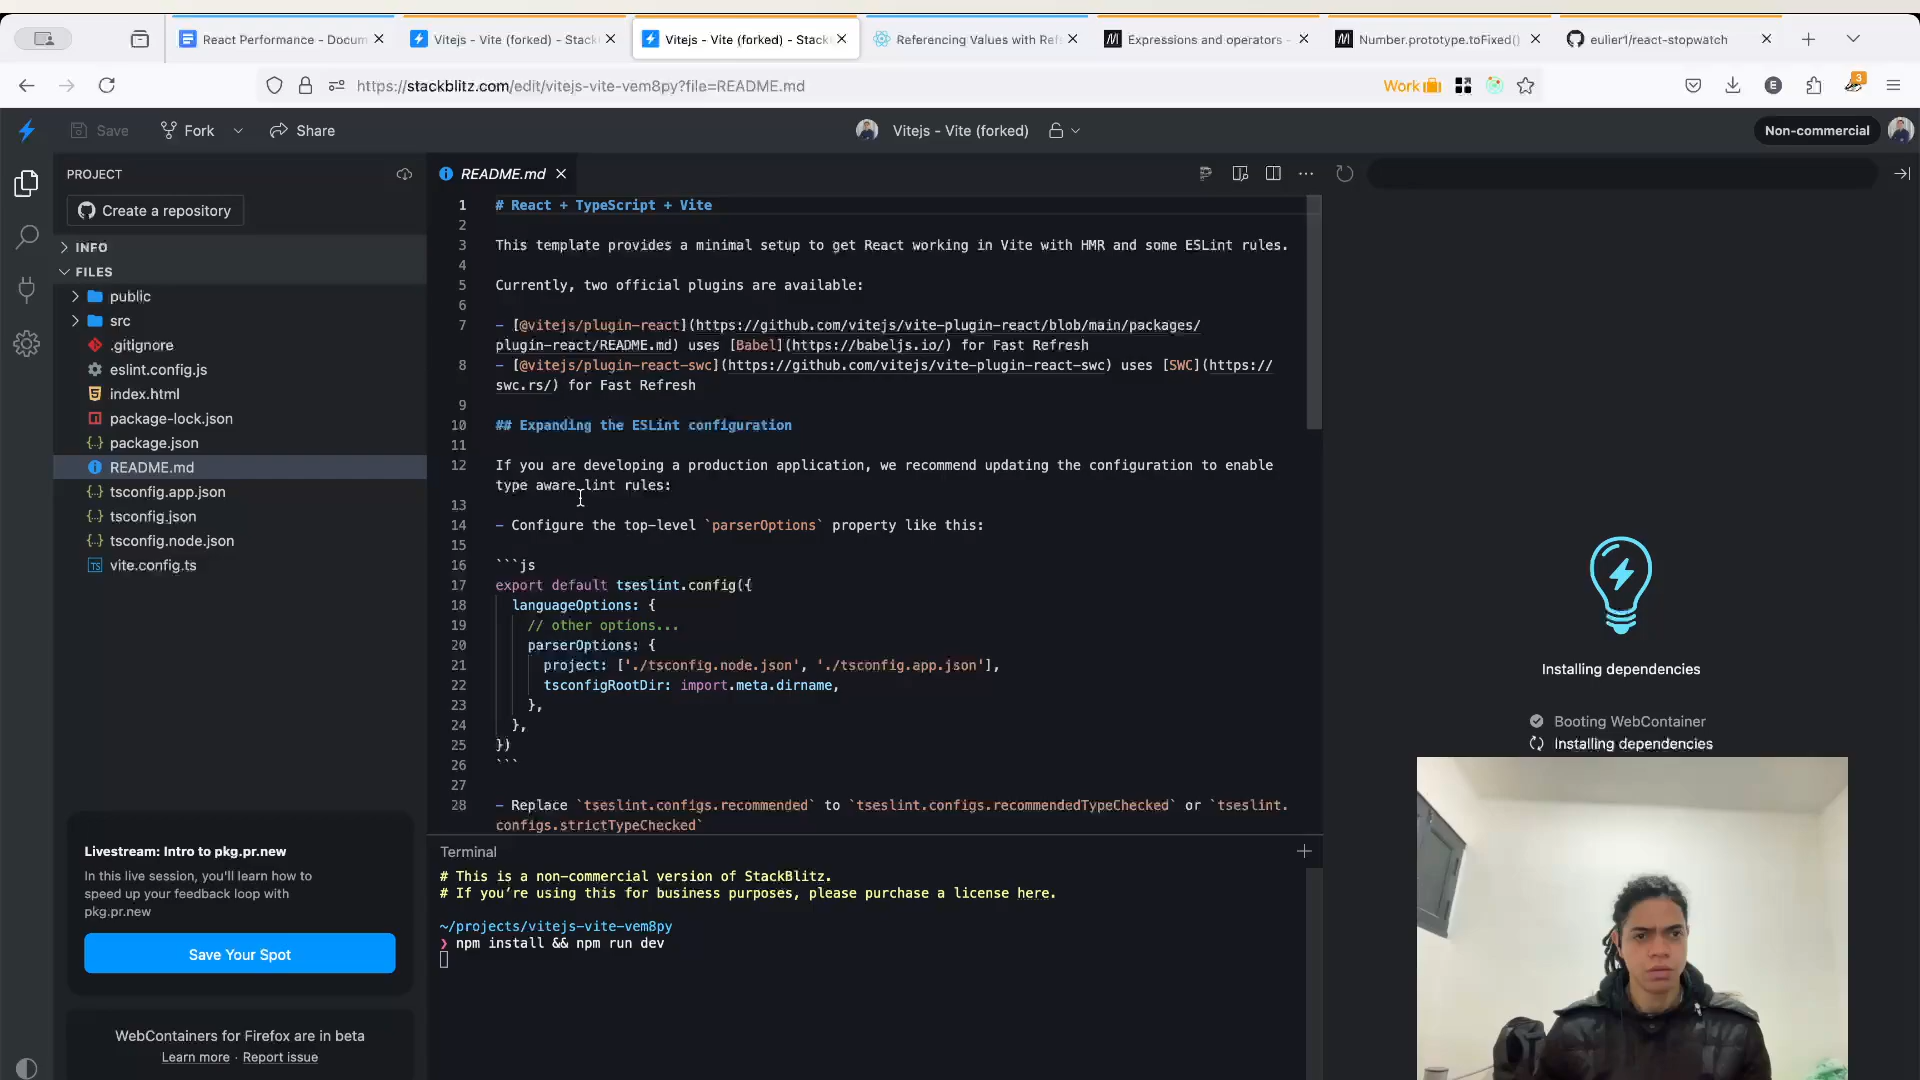 React Performance - Docum
Vitejs - Vite (forked) - Stack
Vitejs - Vite (forked) - Stack
Referencing Values with Ref
Expressions and operators -
Number.prototype.toFixed()
eulier1/react-stopwatch
https://stackblitz.com/edit/vitejs-vite-vem8py?file=README.md
Work
E
3
Save
Fork
Share
Vitejs - Vite (forked)
Non-commercial
PROJECT
Create a repository
INFO
FILES
public
src
.gitignore
eslint.config.js
index.html
package-lock.json
package.json
README.md
tsconfig.app.json
tsconfig.json
tsconfig.node.json
vite.config.ts
Livestream: Intro to pkg.pr.new
In this live session, you'll learn how to
speed up your feedback loop with
pkg.pr.new
Save Your Spot
WebContainers for Firefox are in beta
Learn more · Report issue
README.md
1 # React + TypeScript + Vite
2
3 This template provides a minimal setup to get React working in Vite with HMR and some ESLint rules.
4
5 Currently, two official plugins are available:
6
7 - [@vitejs/plugin-react](https://github.com/vitejs/vite-plugin-react/blob/main/packages/
plugin-react/README.md) uses [Babel](https://babeljs.io/) for Fast Refresh
8 - [@vitejs/plugin-react-swc](https://github.com/vitejs/vite-plugin-react-swc) uses [SWC](https://
swc.rs/) for Fast Refresh
9
10 ## Expanding the ESLint configuration
11
12 If you are developing a production application, we recommend updating the configuration to enable
type aware lint rules:
13
14 - Configure the top-level `parserOptions` property like this:
15
16 ```js
17 export default tseslint.config({
18 languageOptions: {
19 // other options...
20 parserOptions: {
21 project: ['./tsconfig.node.json', './tsconfig.app.json'],
22 tsconfigRootDir: import.meta.dirname,
23 },
24 },
25 })
26 ```
27
28 - Replace `tseslint.configs.recommended` to `tseslint.configs.recommendedTypeChecked` or `tseslint.
configs.strictTypeChecked`
Terminal
# This is a non-commercial version of StackBlitz.
# If you're using this for business purposes, please purchase a license here.
~/projects/vitejs-vite-vem8py
❯ npm install && npm run dev
Installing dependencies
Booting WebContainer
Installing dependencies